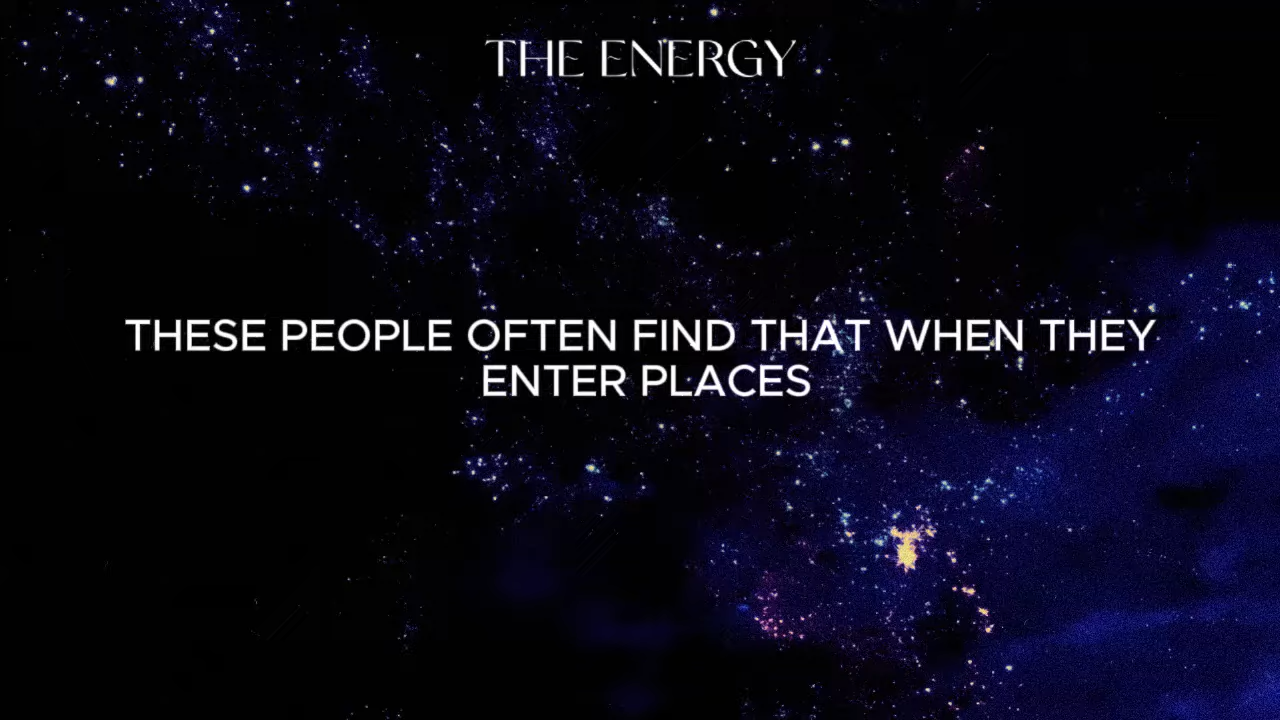 THE ENERGY
THESE PEOPLE OFTEN FIND THAT WHEN THEY
ENTER PLACES